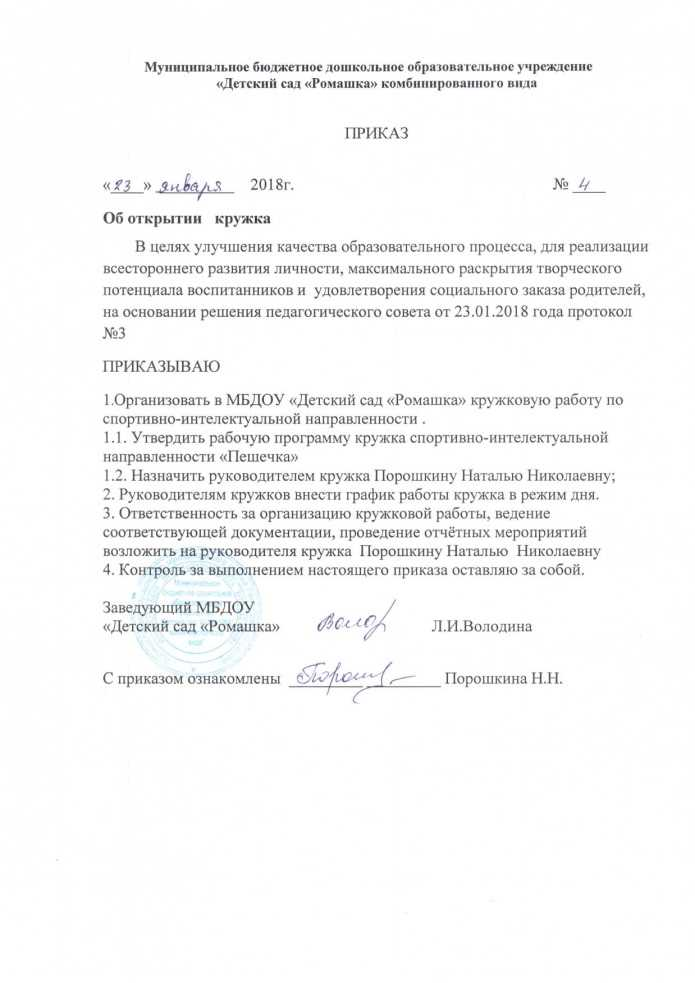 Муниципальное бюджетное дошкольное образовательное учреждение
«Детский сад «Ромашка» комбинированного вида
ПРИКАЗ
«23» января 2018г. № 4
Об открытии кружка
В целях улучшения качества образовательного процесса, для реализации
всестороннего развития личности, максимального раскрытия творческого
потенциала воспитанников и удовлетворения социального заказа родителей,
на основании решения педагогического совета от 23.01.2018 года протокол
№3
ПРИКАЗЫВАЮ
1.Организовать в МБДОУ «Детский сад «Ромашка» кружковую работу по
спортивно-интелектуальной направленности .
1.1. Утвердить рабочую программу кружка спортивно-интелектуальной
направленности «Пешечка»
1.2. Назначить руководителем кружка Порошкину Наталью Николаевну;
2. Руководителям кружков внести график работы кружка в режим дня.
3. Ответственность за организацию кружковой работы, ведение
соответствующей документации, проведение отчётных мероприятий
возложить на руководителя кружка Порошкину Наталью Николаевну
4. Контроль за выполнением настоящего приказа оставляю за собой.
Заведующий МБДОУ
«Детский сад «Ромашка» Л.И.Володина
С приказом ознакомлены Порошкина Н.Н.